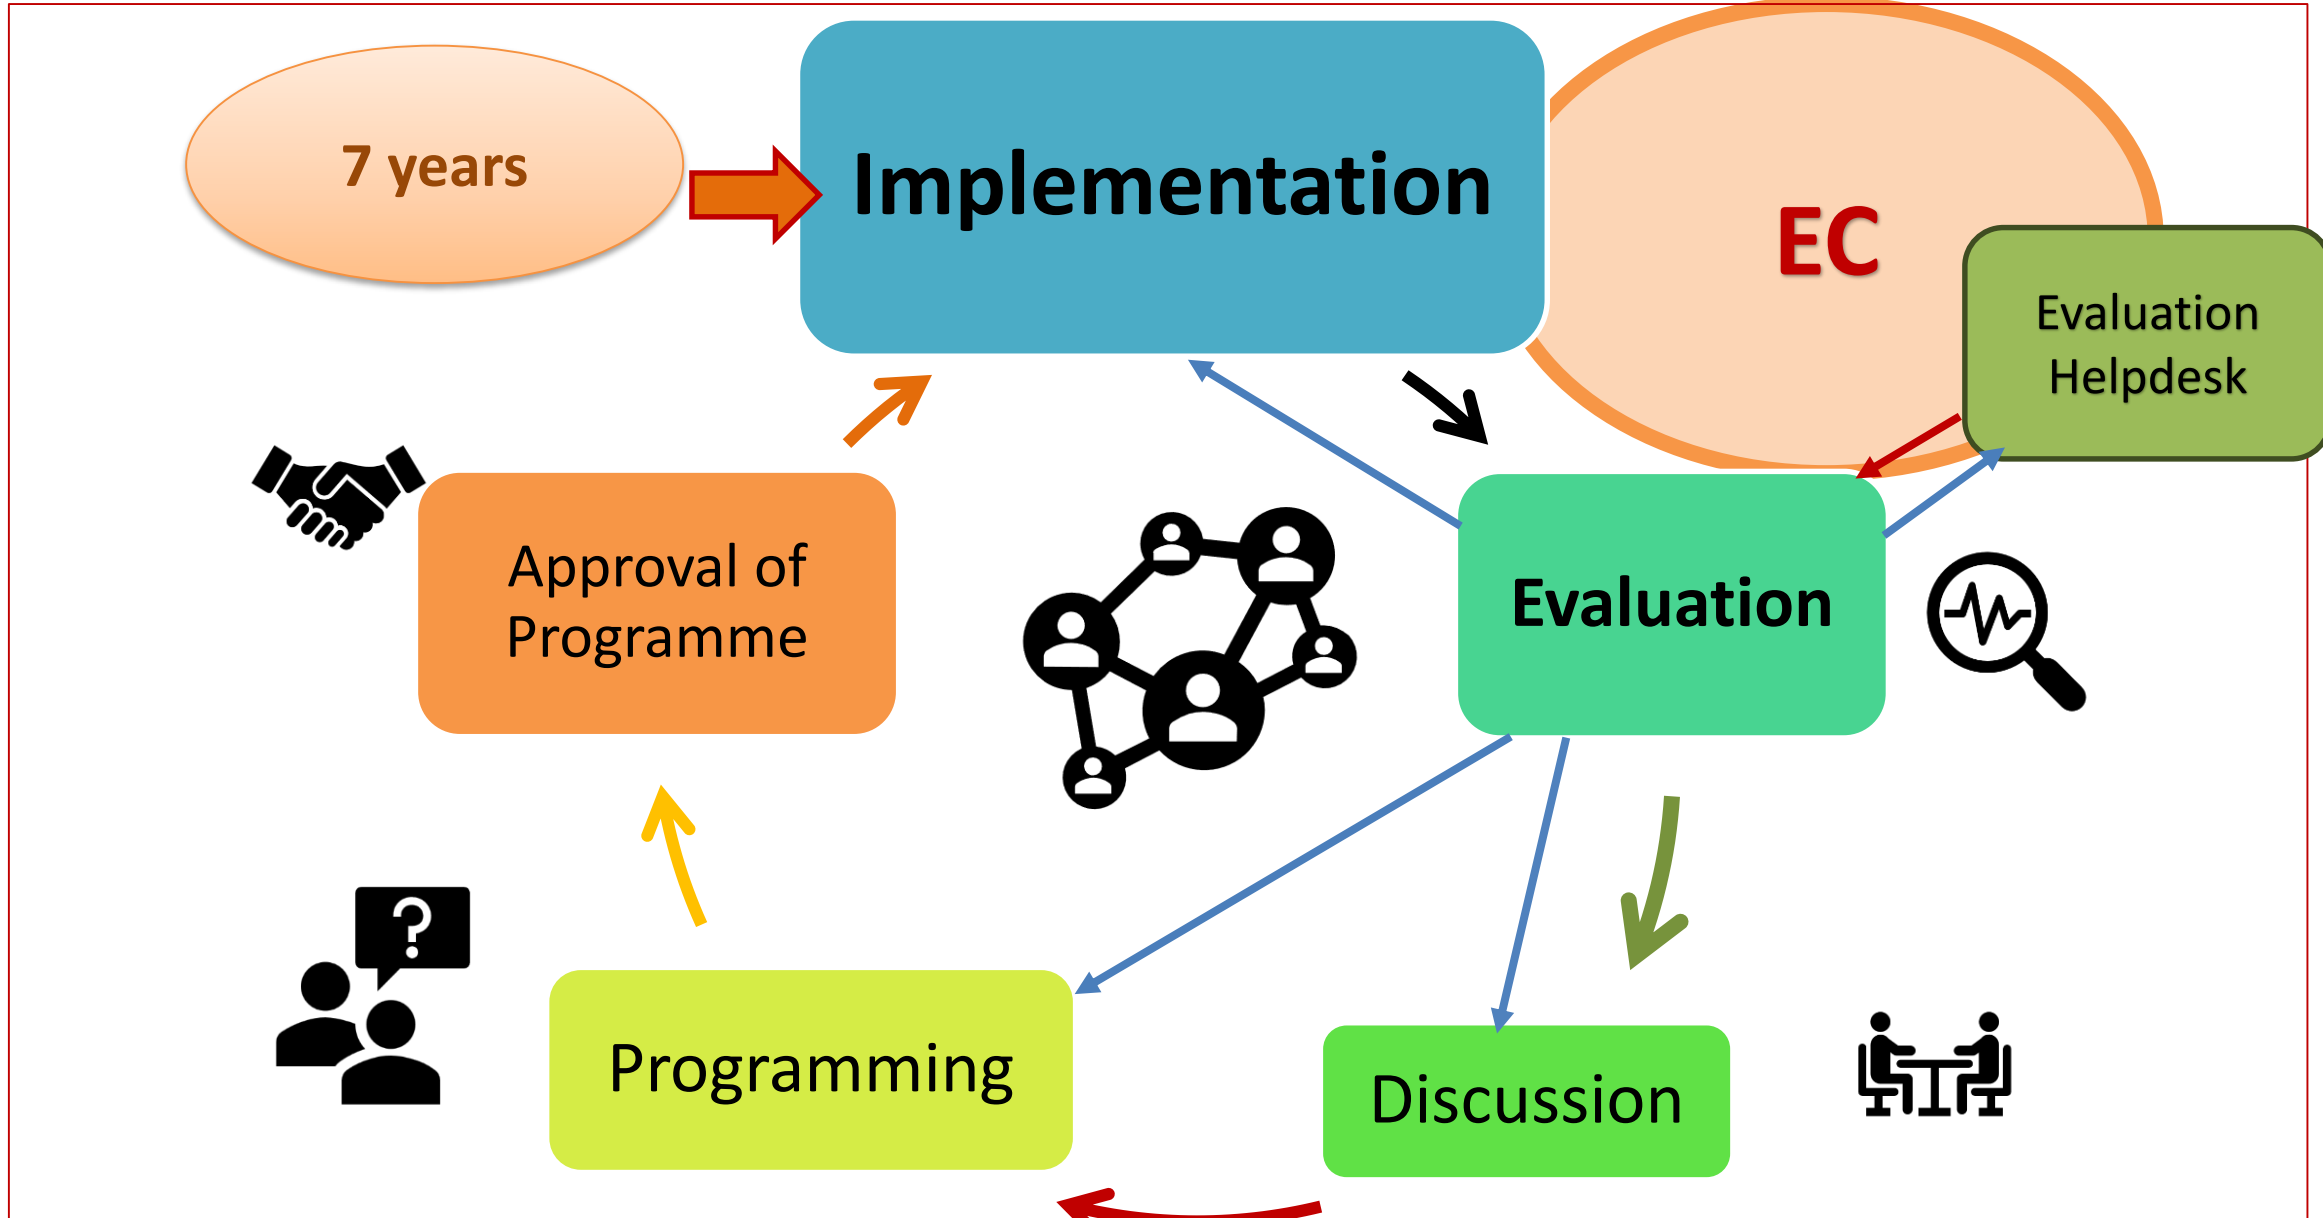 7 years
Implementation
EC
Evaluation
Helpdesk
Approval of
Programme
Evaluation
?
Programming
Discussion